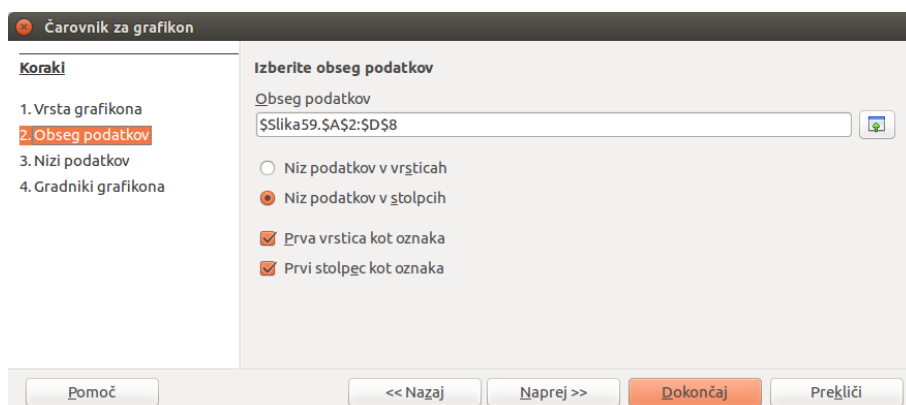 Čarovnik za grafikon
Koraki
1. Vrsta grafikona
2. Obseg podatkov
3. Nizi podatkov
4. Gradniki grafikona
Izberite obseg podatkov
Obseg podatkov
$Slika59.$A$2:$D$8
Niz podatkov v vrsticah
Niz podatkov v stolpcih
Prva vrstica kot oznaka
Prvi stolpec kot oznaka
Pomoč
<< Nazaj
Naprej >>
Dokončaj
Prekliči